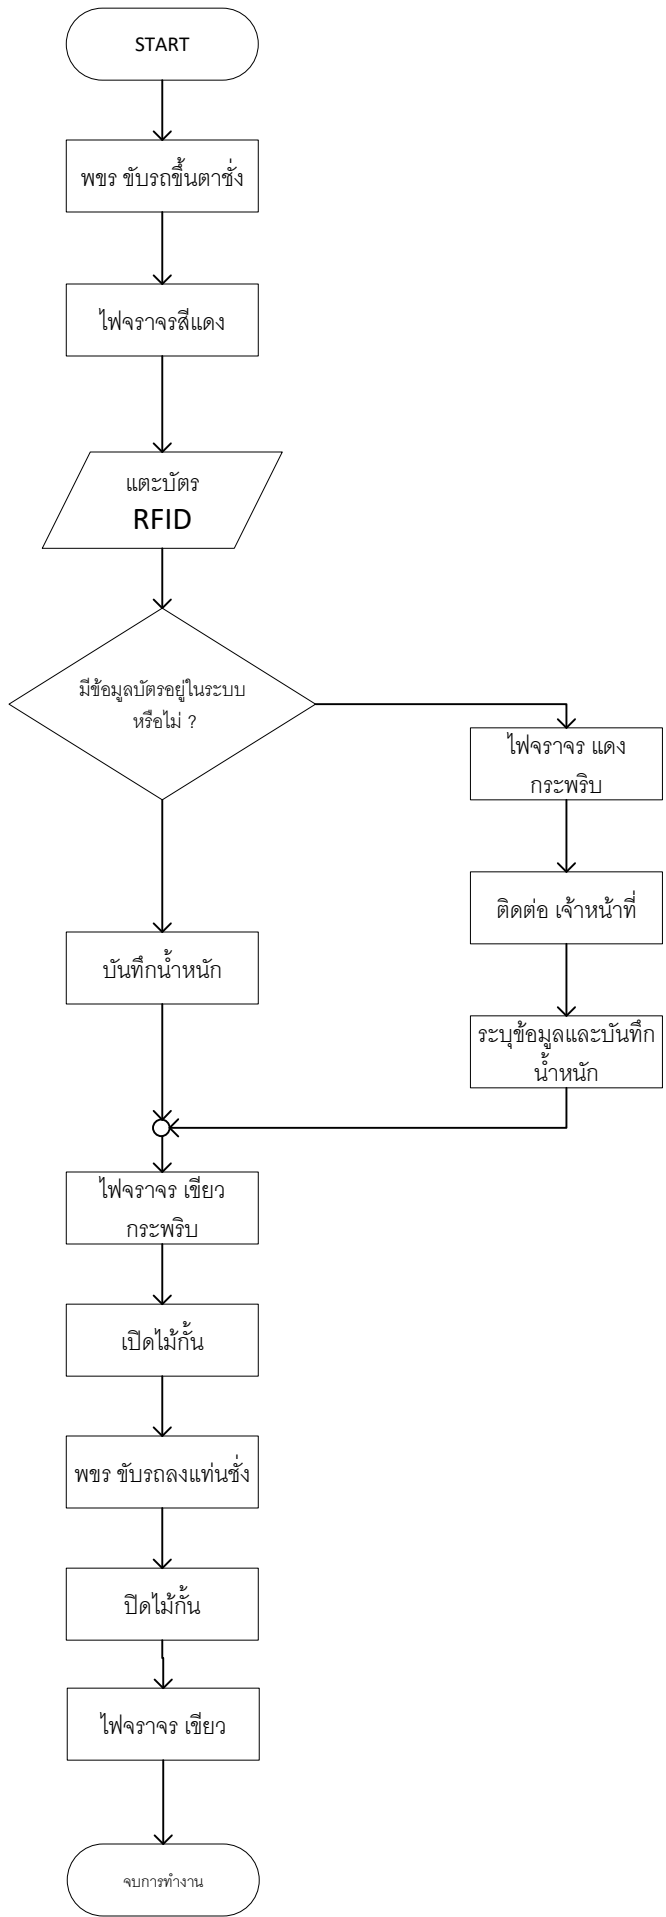 START
พขร ขับรถขึ้นตาชั่ง
ไฟจราจรสีแดง
แตะบัตร
RFID
มีข้อมูลบัตรอยู่ในระบบ
หรือไม่ ?
ไฟจราจร แดง
กระพริบ
ติดต่อ เจ้าหน้าที่
บันทึกน้ำหนัก
ระบุข้อมูลและบันทึก
น้ำหนัก
ไฟจราจร เขียว
กระพริบ
เปิดไม้กั้น
พขร ขับรถลงแท่นชั่ง
ปิดไม้กั้น
ไฟจราจร เขียว
จบการทำงาน